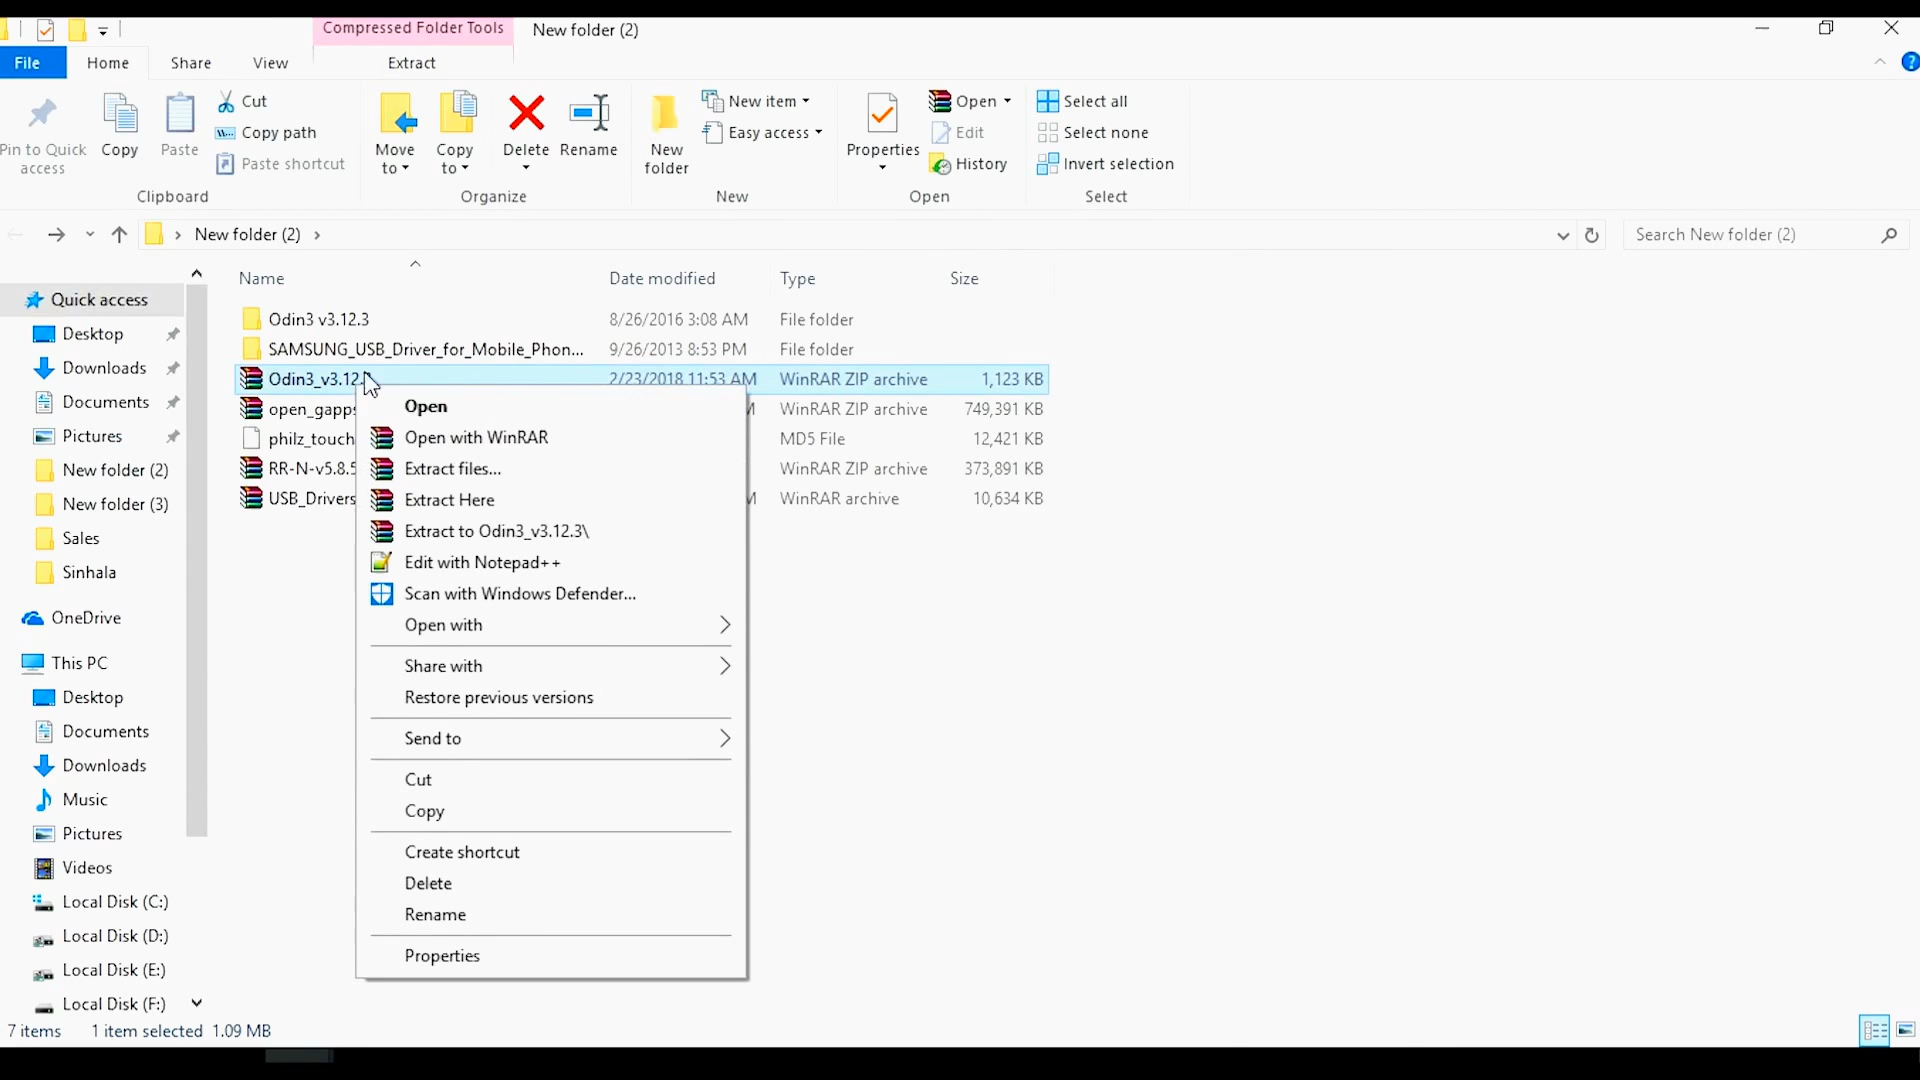 Compressed Folder Tools
New folder (2)
File
Home
Share
View
Extract
Pin to Quick access
Copy
Paste
Cut
Copy path
Paste shortcut
Clipboard
Move to
Copy to
Delete
Rename
Organize
New folder
New item
Easy access
New
Properties
Open
Edit
History
Open
Select all
Select none
Invert selection
Select
New folder (2)
Search New folder (2)
Name
Date modified
Type
Size
Quick access
Desktop
Downloads
Documents
Pictures
New folder (2)
New folder (3)
Sales
Sinhala
OneDrive
This PC
Desktop
Documents
Downloads
Music
Pictures
Videos
Local Disk (C:)
Local Disk (D:)
Local Disk (E:)
Local Disk (F:)
Odin3 v3.12.3 8/26/2016 3:08 AM File folder
SAMSUNG_USB_Driver_for_Mobile_Phon... 9/26/2013 8:53 PM File folder
Odin3_v3.12. 2/23/2018 11:53 AM WinRAR ZIP archive 1,123 KB
open_gapps M WinRAR ZIP archive 749,391 KB
philz_touch MD5 File 12,421 KB
RR-N-v5.8.5 WinRAR ZIP archive 373,891 KB
USB_Drivers M WinRAR archive 10,634 KB
Open
Open with WinRAR
Extract files...
Extract Here
Extract to Odin3_v3.12.3\
Edit with Notepad++
Scan with Windows Defender...
Open with
Share with
Restore previous versions
Send to
Cut
Copy
Create shortcut
Delete
Rename
Properties
7 items 1 item selected 1.09 MB